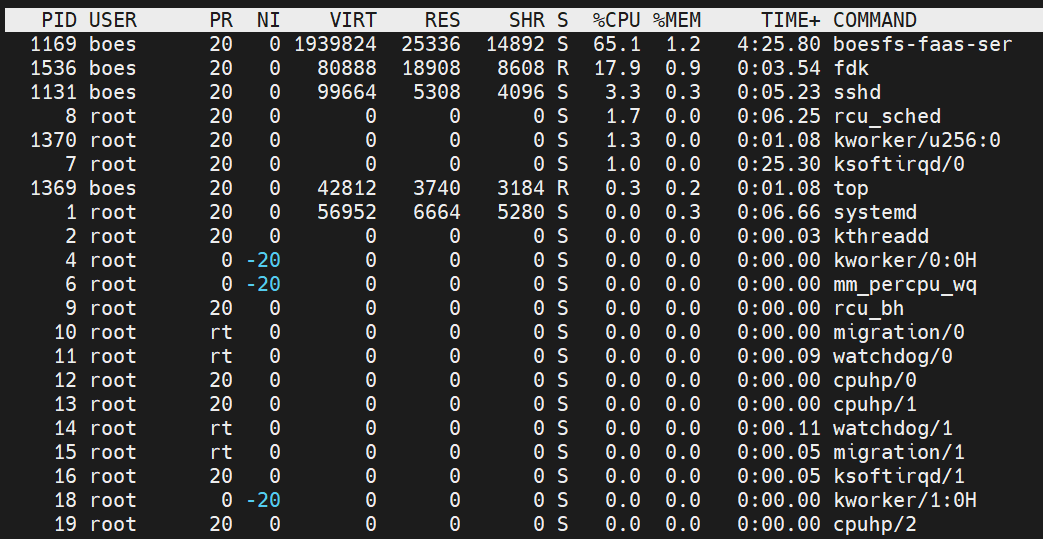 PID USER PR NI VIRT RES SHR S %CPU %MEM TIME+ COMMAND
1169 boes 20 0 1939824 25336 14892 S 65.1 1.2 4:25.80 boesfs-faas-ser
1536 boes 20 0 80888 18908 8608 R 17.9 0.9 0:03.54 fdk
1131 boes 20 0 99664 5308 4096 S 3.3 0.3 0:05.23 sshd
8 root 20 0 0 0 0 S 1.7 0.0 0:06.25 rcu_sched
1370 root 20 0 0 0 0 S 1.3 0.0 0:01.08 kworker/u256:0
7 root 20 0 0 0 0 S 1.0 0.0 0:25.30 ksoftirqd/0
1369 boes 20 0 42812 3740 3184 R 0.3 0.2 0:01.08 top
1 root 20 0 56952 6664 5280 S 0.0 0.3 0:06.66 systemd
2 root 20 0 0 0 0 S 0.0 0.0 0:00.03 kthreadd
4 root 0 -20 0 0 0 S 0.0 0.0 0:00.00 kworker/0:0H
6 root 0 -20 0 0 0 S 0.0 0.0 0:00.00 mm_percpu_wq
9 root 20 0 0 0 0 S 0.0 0.0 0:00.00 rcu_bh
10 root rt 0 0 0 0 S 0.0 0.0 0:00.00 migration/0
11 root rt 0 0 0 0 S 0.0 0.0 0:00.09 watchdog/0
12 root 20 0 0 0 0 S 0.0 0.0 0:00.00 cpuhp/0
13 root 20 0 0 0 0 S 0.0 0.0 0:00.00 cpuhp/1
14 root rt 0 0 0 0 S 0.0 0.0 0:00.11 watchdog/1
15 root rt 0 0 0 0 S 0.0 0.0 0:00.05 migration/1
16 root 20 0 0 0 0 S 0.0 0.0 0:00.05 ksoftirqd/1
18 root 0 -20 0 0 0 S 0.0 0.0 0:00.00 kworker/1:0H
19 root 20 0 0 0 0 S 0.0 0.0 0:00.00 cpuhp/2